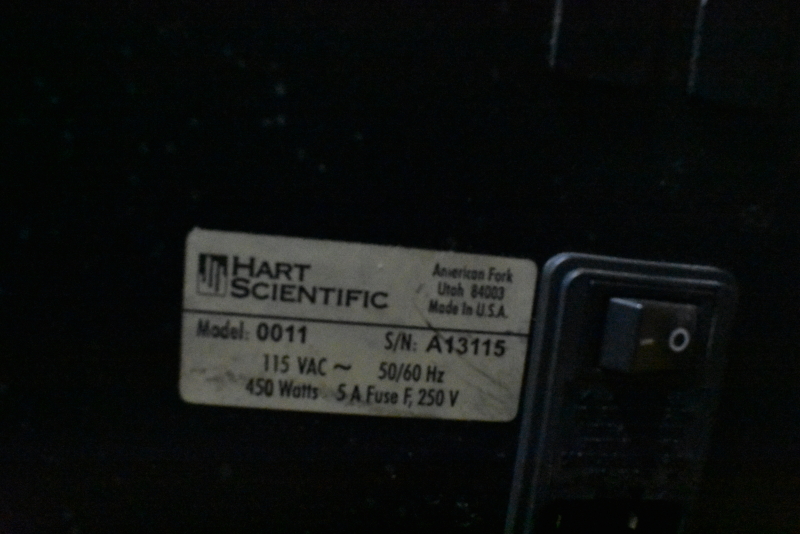 HART
SCIENTIFIC
American Fork
Utah 84003
Made In U.S.A.
Model: 0011 S/N: A13115
115 VAC ~ 50/60 Hz
450 Watts 5 A Fuse F, 250 V